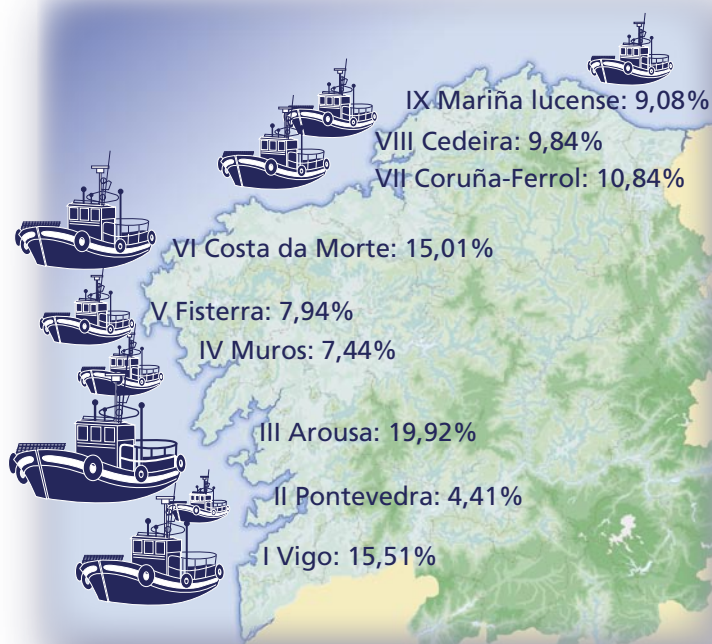 IX Mariña lucense: 9,08%
VIII Cedeira: 9,84%
VII Coruña-Ferrol: 10,84%
VI Costa da Morte: 15,01%
V Fisterra: 7,94%
IV Muros: 7,44%
III Arousa: 19,92%
II Pontevedra: 4,41%
I Vigo: 15,51%